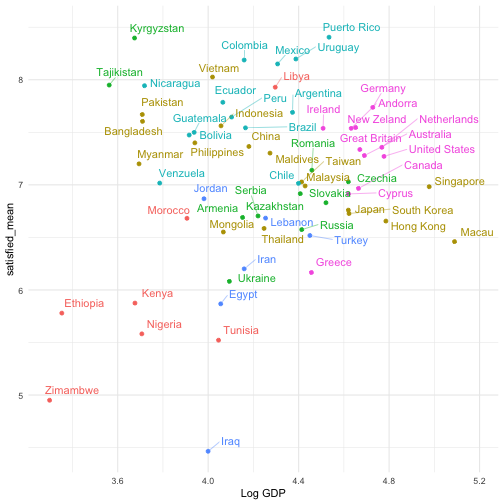 Kyrgyzstan
Puerto Rico
Colombia
Mexico
Uruguay
Tajikistan
Nicaragua
Vietnam
Libya
Germany
Pakistan
Ecuador
Peru
Argentina
Ireland
Andorra
Guatemala
Indonesia
New Zeland
Netherlands
Bangladesh
Bolivia
Brazil
Great Britain
Australia
Myanmar
Philippines
China
Romania
United States
Maldives
Taiwan
Canada
Venzuela
Jordan
Serbia
Chile
Malaysia
Czechia
Singapore
Slovakia
Cyprus
Morocco
Armenia
Kazakhstan
Japan
South Korea
Mongolia
Lebanon
Russia
Hong Kong
Macau
Thailand
Turkey
Iran
Greece
Ukraine
Ethiopia
Kenya
Egypt
Nigeria
Tunisia
Zimambwe
Iraq
8
7
6
5
satisfied_mean
3.6 4.0 4.4 4.8 5.2
Log GDP